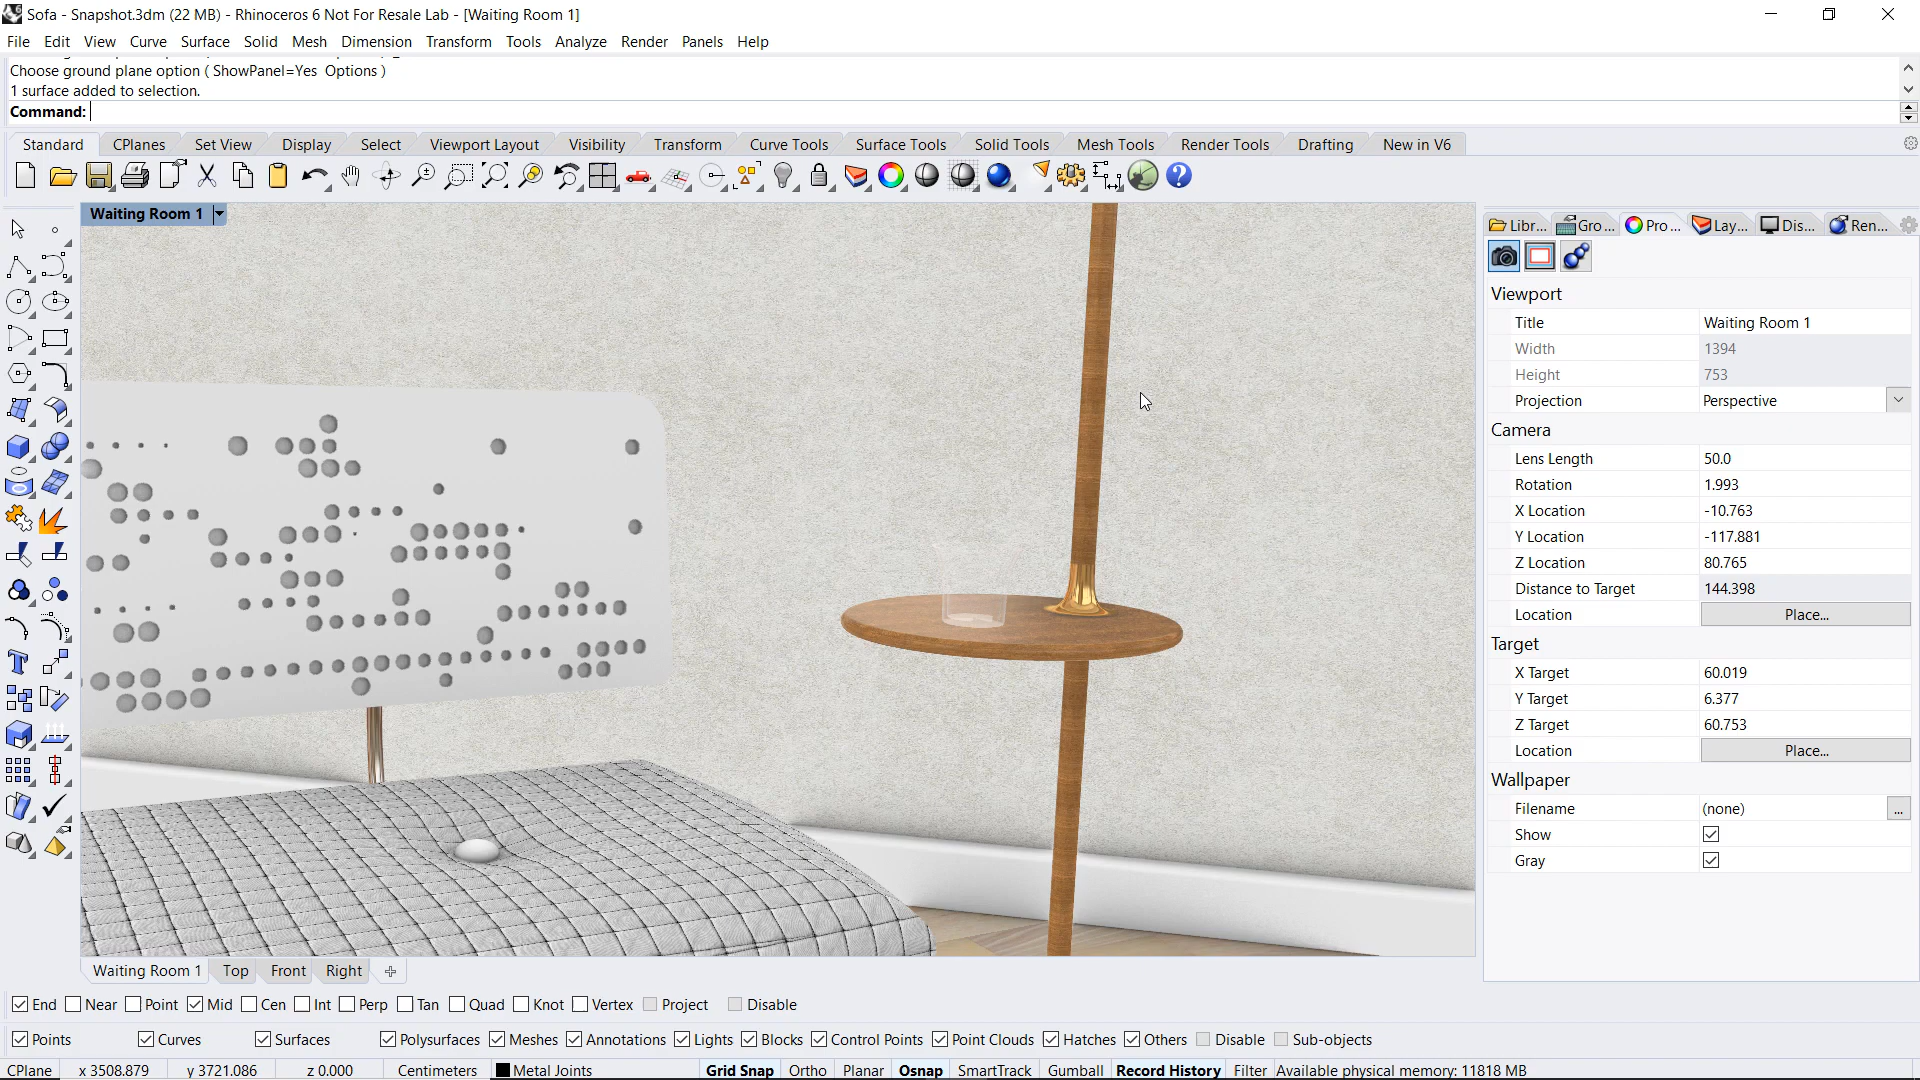 Sofa - Snapshot.3dm (22 MB) - Rhinoceros 6 Not For Resale Lab - [Waiting Room 1]
File Edit View Curve Surface Solid Mesh Dimension Transform Tools Analyze Render Panels Help
Choose ground plane option ( ShowPanel=Yes Options )
1 surface added to selection.
Command:
Standard CPlanes Set View Display Select Viewport Layout Visibility Transform Curve Tools Surface Tools Solid Tools Mesh Tools Render Tools Drafting New in V6
Waiting Room 1
Libr... Gro... Pro... Lay... Dis... Ren...
Viewport
Title Waiting Room 1
Width 1394
Height 753
Projection Perspective
Camera
Lens Length 50.0
Rotation 1.993
X Location -10.763
Y Location -117.881
Z Location 80.765
Distance to Target 144.398
Location Place...
Target
X Target 60.019
Y Target 6.377
Z Target 60.753
Location Place...
Wallpaper
Filename (none) ...
Show
Gray
Waiting Room 1 Top Front Right
End Near Point Mid Cen Int Perp Tan Quad Knot Vertex Project Disable
Points Curves Surfaces Polysurfaces Meshes Annotations Lights Blocks Control Points Point Clouds Hatches Others Disable Sub-objects
CPlane x 3508.879 y 3721.086 z 0.000 Centimeters Metal Joints Grid Snap Ortho Planar Osnap SmartTrack Gumball Record History Filter Available physical memory: 11818 MB